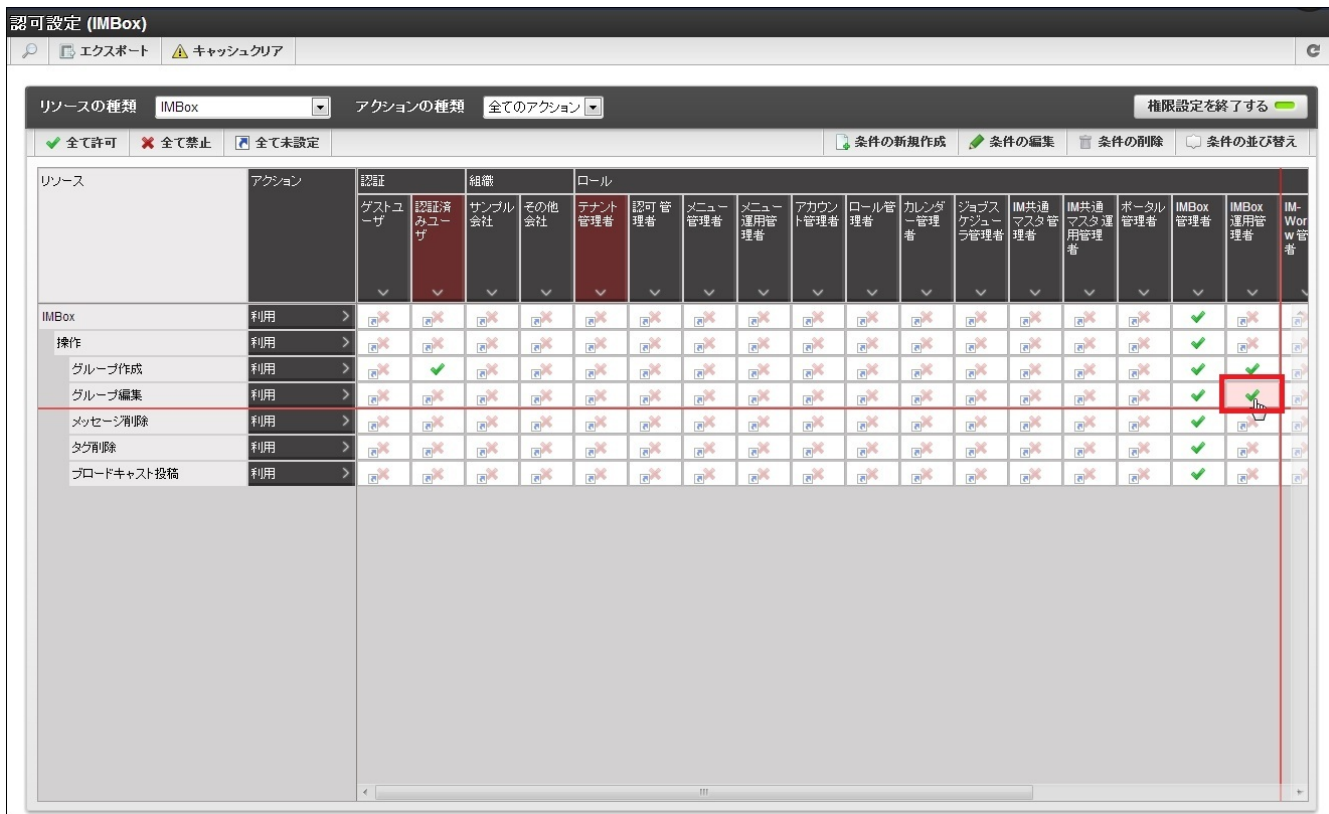 認可設定 (IMBox)
エクスポート キャッシュクリア
リソースの種類 IMBox アクションの種類 全てのアクション 権限設定を終了する
全て許可 全て禁止 全て未設定 条件の新規作成 条件の編集 条件の削除 条件の並び替え
リソース アクション 認証 組織 ロール
ゲストユ 認証済 サンプル その他 テナント 認可 管 メニュー メニュー アカウン ロール管 カレンダ ジョブス IM共通 IM共通 ポータル IMBox IMBox IM-
ーザ みユー 会社 会社 管理者 理者 管理者 運用管 ト管理者 理者 ー管理 ケジュー マスタ管 マスタ運 管理者 管理者 運用管 Wor
ザ 理者 者 ラ管理者 理者 用管理 理者 w 管
者 者
IMBox 利用
操作 利用
グループ作成 利用
グループ編集 利用
メッセージ削除 利用
タグ削除 利用
ブロードキャスト投稿 利用